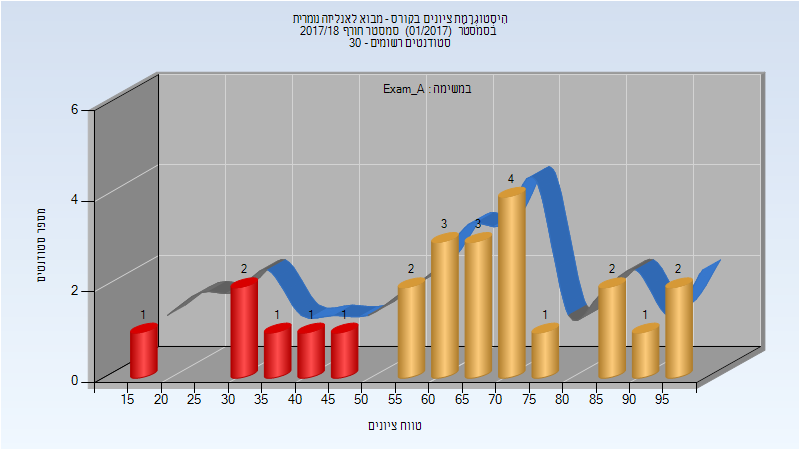 היסטוגרמת ציונים בקורס - מבוא לאנליזה נומרית
בסמסטר (01/2017) סמסטר חורף 2017/18
סטודנטים רשומים - 30
במשימה : Exam_A
מספר סטודנטים
6
4
2
0
1 2 1 1 1 2 3 3 4 1 2 1 2
15 20 25 30 35 40 45 50 55 60 65 70 75 80 85 90 95
טווח ציונים